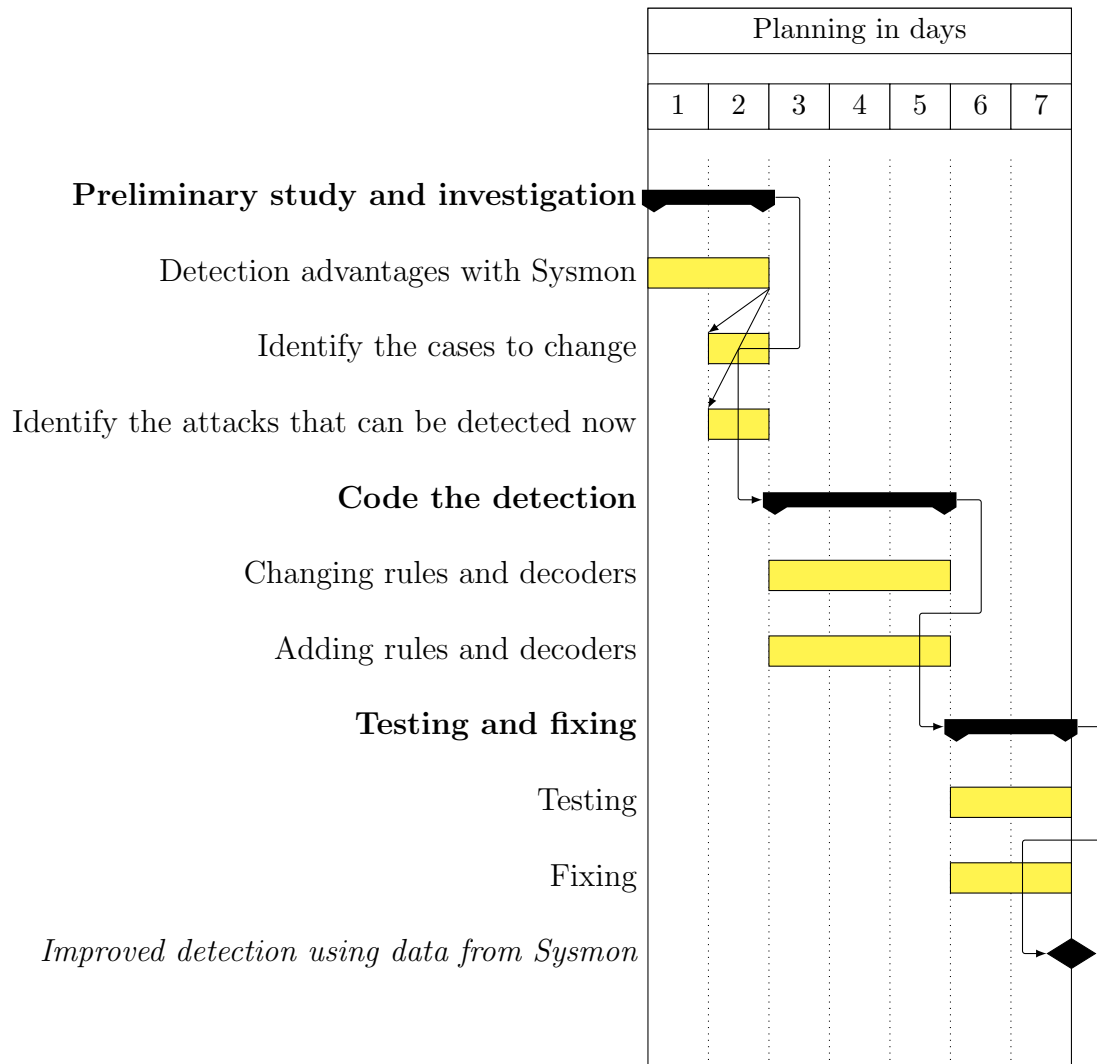 Planning in days
1 2 3 4 5 6 7
Preliminary study and investigation
Detection advantages with Sysmon
Identify the cases to change
Identify the attacks that can be detected now
Code the detection
Changing rules and decoders
Adding rules and decoders
Testing and fixing
Testing
Fixing
Improved detection using data from Sysmon